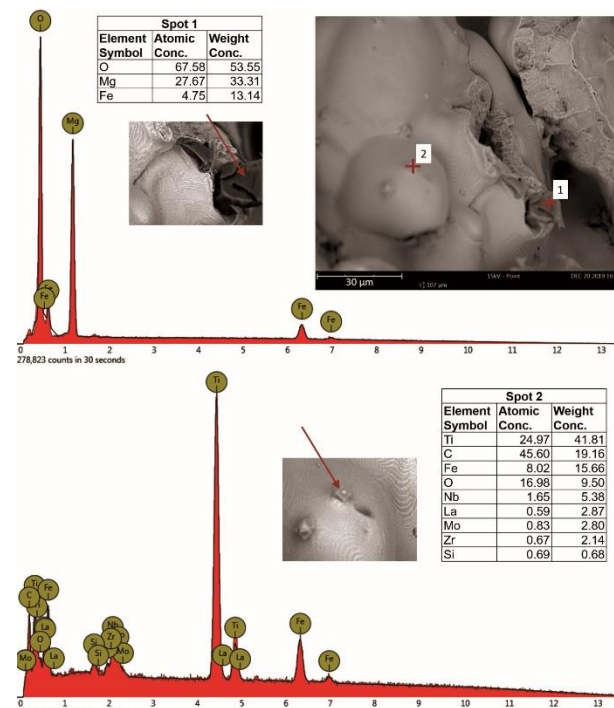 O
Mg
Fe
Fe
Fe
Spot 1
Element Symbol Atomic Conc. Weight Conc.
O 67.58 53.55
Mg 27.67 33.31
Fe 4.75 13.14
2
1
30 µm
15kV - Point
DEC 20 2019 16
107 µm
0 1 2 3 4 5 6 7 8 9 10 11 12 13
278,823 counts in 30 seconds
Ti
Spot 2
Element Symbol Atomic Conc. Weight Conc.
Ti 24.97 41.81
C 45.60 19.16
Fe 8.02 15.66
O 16.98 9.50
Nb 1.65 5.38
La 0.59 2.87
Mo 0.83 2.80
Zr 0.67 2.14
Si 0.69 0.68
Ti
C
Fe
La
O
Mo
La
Si
Si
Nb
Zr
Mo
La
Ti
La
Fe
Fe
0 1 2 3 4 5 6 7 8 9 10 11 12 13